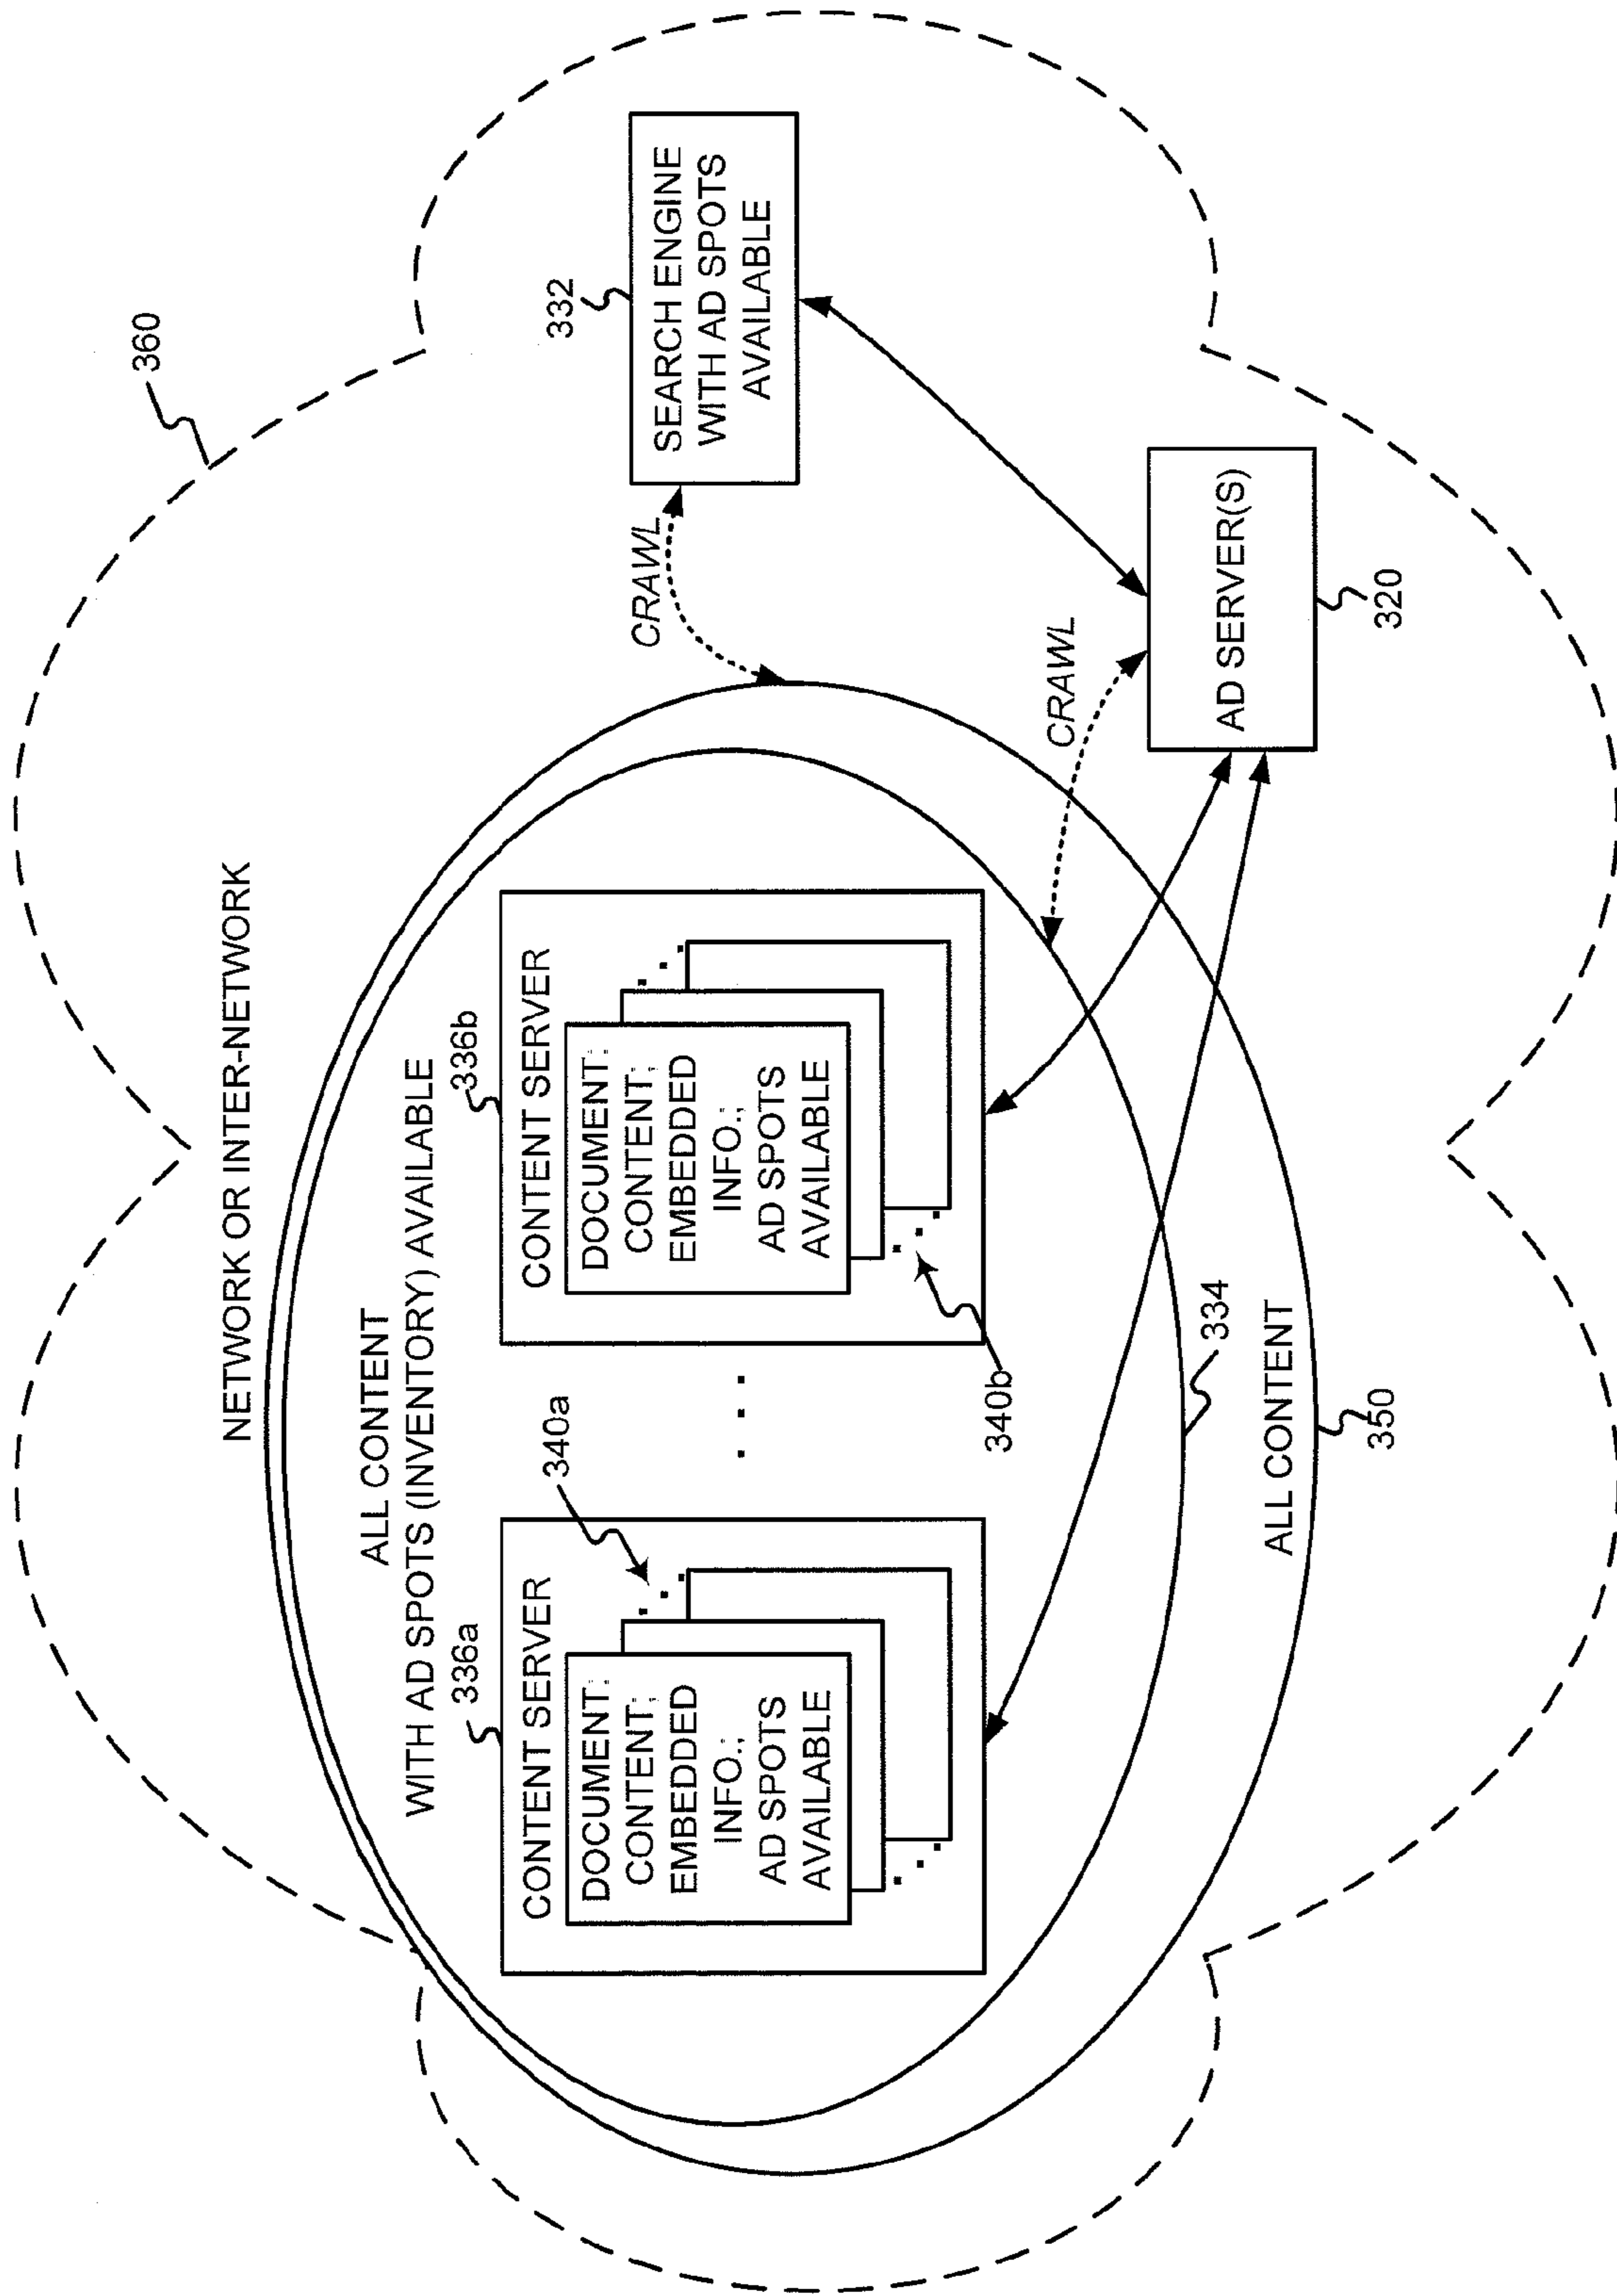 360
NETWORK OR INTER-NETWORK
ALL CONTENT
WITH AD SPOTS (INVENTORY) AVAILABLE
336a
CONTENT SERVER
DOCUMENT:
CONTENT;
EMBEDDED
INFO.;
AD SPOTS
AVAILABLE
340a
. . .
336b
CONTENT SERVER
DOCUMENT:
CONTENT;
EMBEDDED
INFO.;
AD SPOTS
AVAILABLE
340b
332
SEARCH ENGINE
WITH AD SPOTS
AVAILABLE
CRAWL
CRAWL
AD SERVER(S)
320
334
ALL CONTENT
350